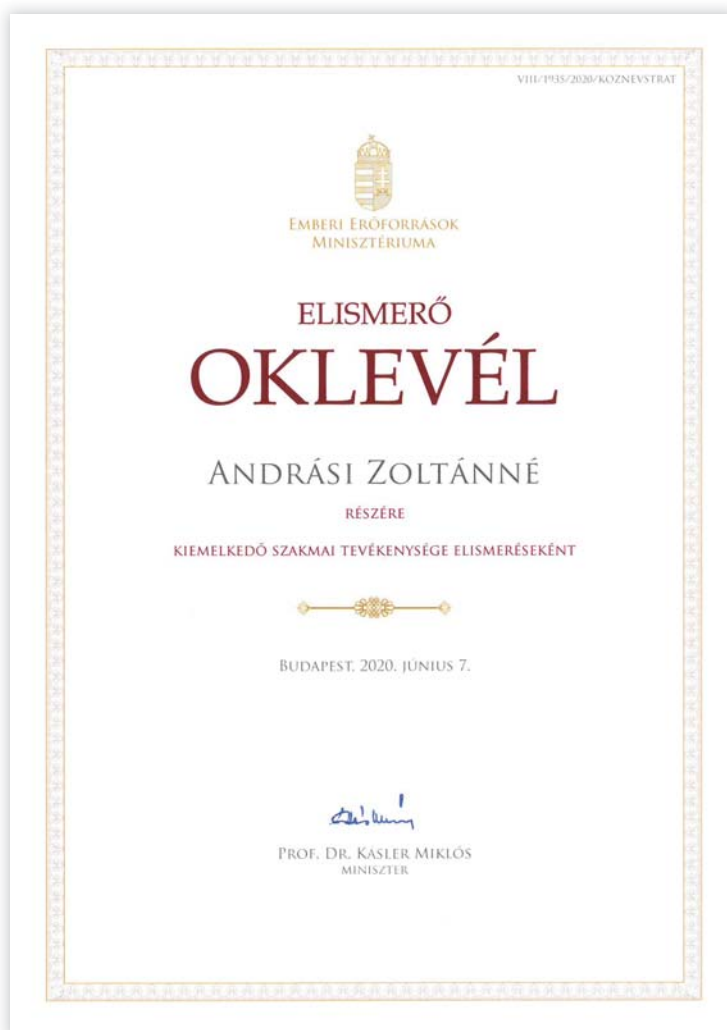 VIII/1935/2020/KOZNEVSTRAT
EMBERI ERŐFORRÁSOK
MINISZTÉRIUMA
ELISMERŐ
OKLEVÉL
ANDRÁSI ZOLTÁNNÉ
RÉSZÉRE
KIEMELKEDŐ SZAKMAI TEVÉKENYSÉGE ELISMERÉSEKÉNT
BUDAPEST, 2020. JÚNIUS 7.
PROF. DR. KÁSLER MIKLÓS
MINISZTER